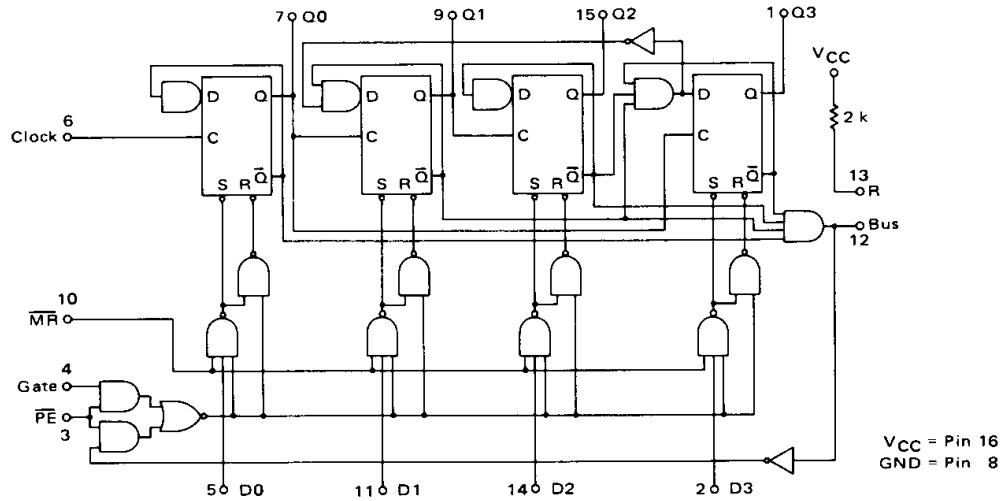 7 Q0
9 Q1
15 Q2
1 Q3
VCC
D Q
D Q
D Q
D Q
2 k
6
Clock
C
C
C
C
13
R
S R Q̅
S R Q̅
S R Q̅
S R Q̅
Bus
12
10
M̅R̅
4
Gate
P̅E̅
3
VCC = Pin 16
GND = Pin 8
5 D0
11 D1
14 D2
2 D3